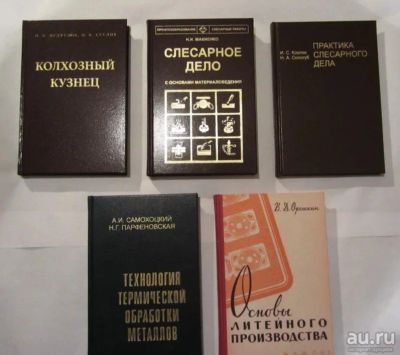 КОЛХОЗНЫЙ
КУЗНЕЦ
Н.И. МАКИЕНКО
СЛЕСАРНОЕ
ДЕЛО
С ОСНОВАМИ МАТЕРИАЛОВЕДЕНИЯ
ПРАКТИКА
СЛЕСАРНОГО
ДЕЛА
А.И. САМОХОЦКИЙ
Н.Г. ПАРФЕНОВСКАЯ
ТЕХНОЛОГИЯ
ТЕРМИЧЕСКОЙ
ОБРАБОТКИ
МЕТАЛЛОВ
Основы
ЛИТЕЙНОГО
ПРОИЗВОДСТВА
au.ru